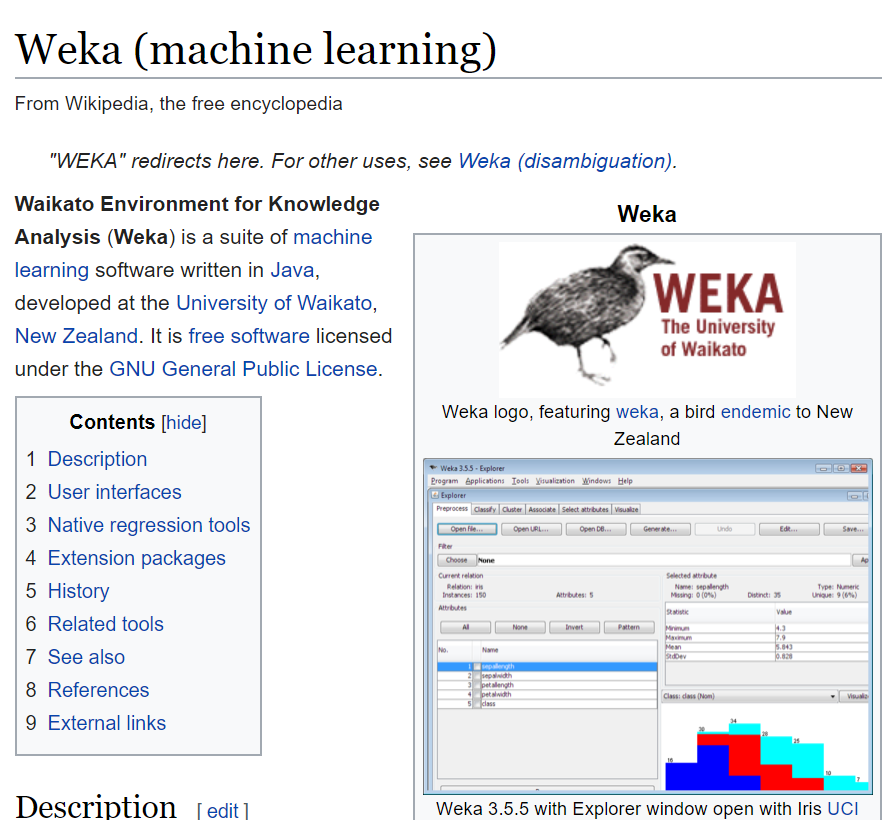 Weka (machine learning)
From Wikipedia, the free encyclopedia
"WEKA" redirects here. For other uses, see Weka (disambiguation).
Waikato Environment for Knowledge
Analysis (Weka) is a suite of machine
learning software written in Java,
developed at the University of Waikato,
New Zealand. It is free software licensed
under the GNU General Public License.
Contents [hide]
1 Description
2 User interfaces
3 Native regression tools
4 Extension packages
5 History
6 Related tools
7 See also
8 References
9 External links
Description [ edit ]
Weka
WEKA
The University
of Waikato
Weka logo, featuring weka, a bird endemic to New
Zealand
Weka 3.5.5 - Explorer
Program Applications Tools Visualization Windows Help
Explorer
Preprocess Classify Cluster Associate Select attributes Visualize
Open file... Open URL... Open DB... Generate... Undo Edit... Save...
Filter
Choose None Ap
Current relation
Relation: iris
Instances: 150 Attributes: 5
Attributes
All None Invert Pattern
No. Name
1 sepallength
2 sepalwidth
3 petallength
4 petalwidth
5 class
Selected attribute
Name: sepallength Type: Numeric
Missing: 0 (0%) Distinct: 35 Unique: 9 (6%)
Statistic Value
Minimum 4.3
Maximum 7.9
Mean 5.843
StdDev 0.828
Class: class (Nom) Visualiz
34
28
25
16
10
7
Weka 3.5.5 with Explorer window open with Iris UCI